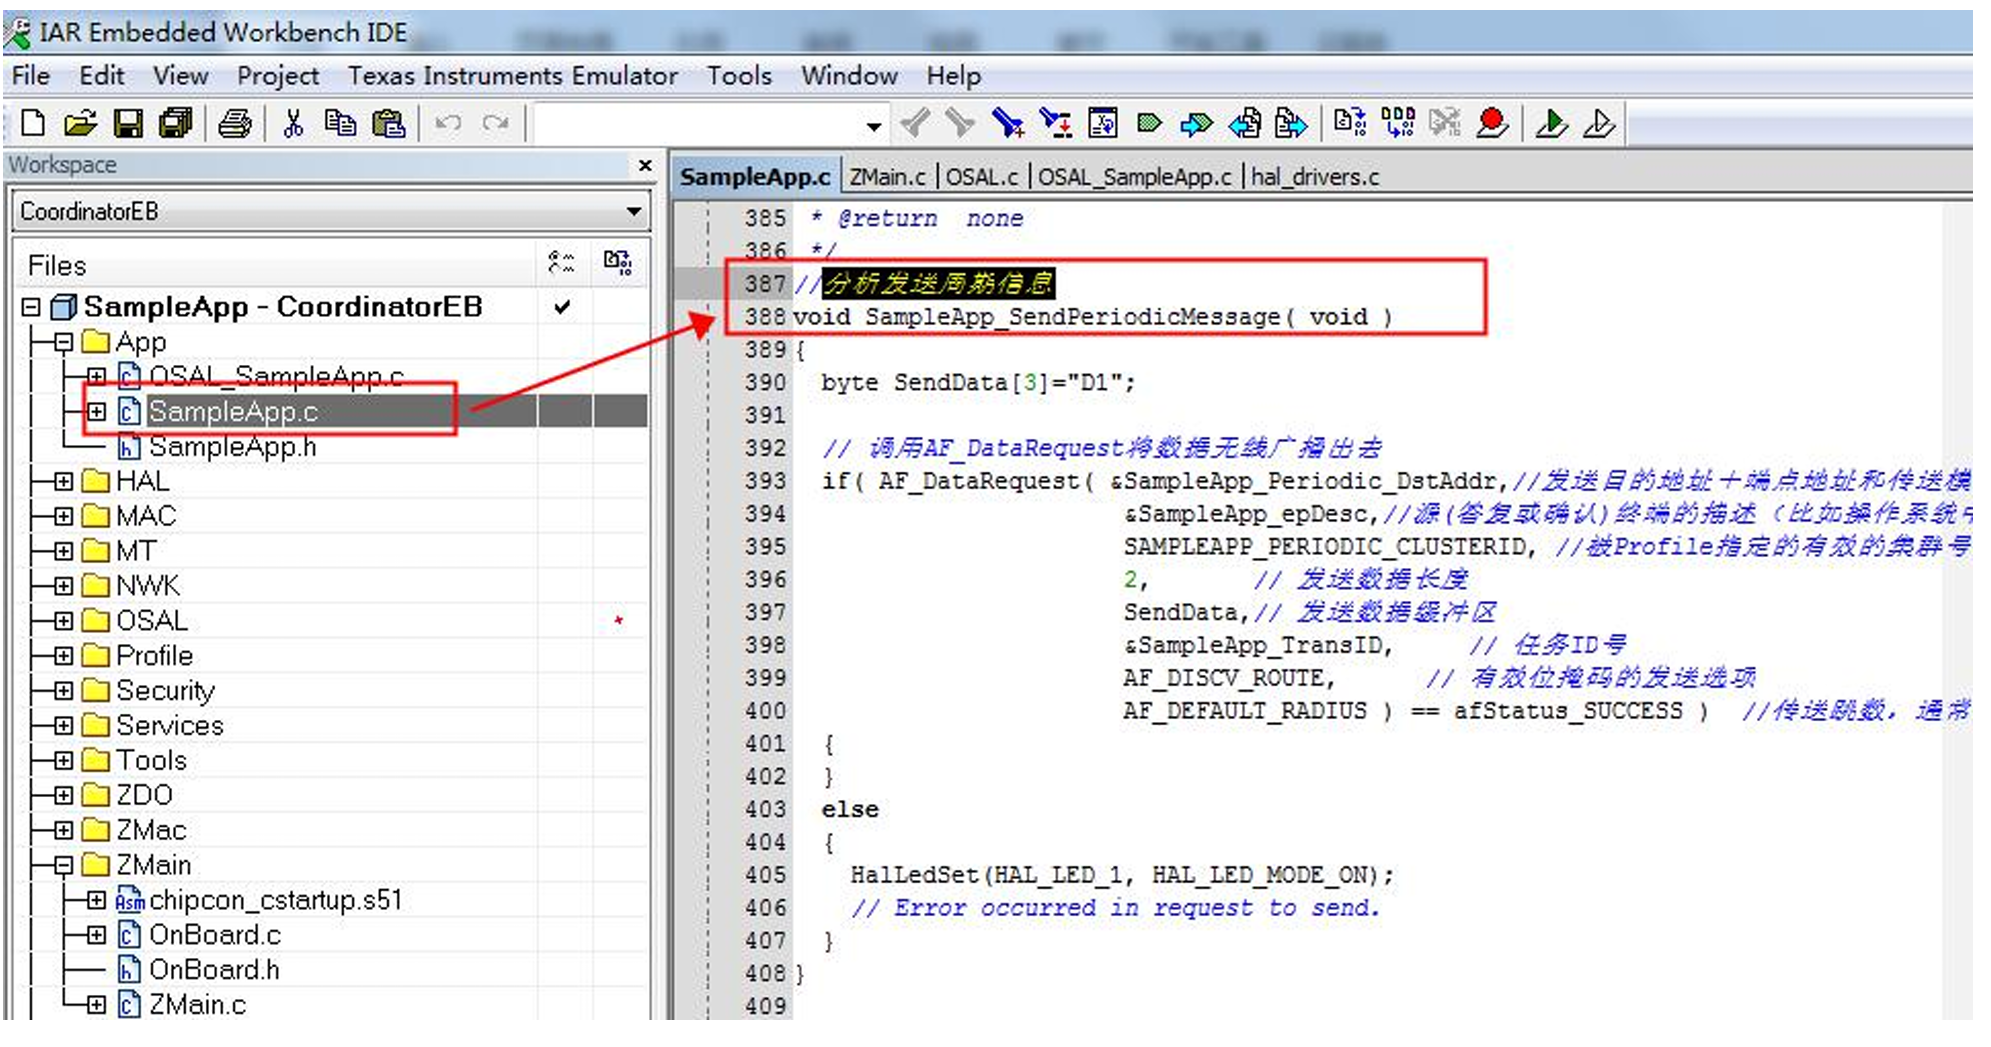 IAR Embedded Workbench IDE
File Edit View Project Texas Instruments Emulator Tools Window Help
Workspace
CoordinatorEB
Files
SampleApp - CoordinatorEB
App
OSAL_SampleApp.c
SampleApp.c
SampleApp.h
HAL
MAC
MT
NWK
OSAL
Profile
Security
Services
Tools
ZDO
ZMac
ZMain
chipcon_cstartup.s51
OnBoard.c
OnBoard.h
ZMain.c
SampleApp.c ZMain.c OSAL.c OSAL_SampleApp.c hal_drivers.c
385 * @return none
386 */
387 //分析发送周期信息
388 void SampleApp_SendPeriodicMessage( void )
389 {
390 byte SendData[3]="D1";
391
392 // 调用AF_DataRequest将数据无线广播出去
393 if( AF_DataRequest( &SampleApp_Periodic_DstAddr,//发送目的地址＋端点地址和传送模
394 &SampleApp_epDesc,//源(答复或确认)终端的描述（比如操作系统中
395 SAMPLEAPP_PERIODIC_CLUSTERID, //被Profile指定的有效的集群号
396 2, // 发送数据长度
397 SendData,// 发送数据缓冲区
398 &SampleApp_TransID, // 任务ID号
399 AF_DISCV_ROUTE, // 有效位掩码的发送选项
400 AF_DEFAULT_RADIUS ) == afStatus_SUCCESS ) //传送跳数，通常
401 {
402 }
403 else
404 {
405 HalLedSet(HAL_LED_1, HAL_LED_MODE_ON);
406 // Error occurred in request to send.
407 }
408 }
409